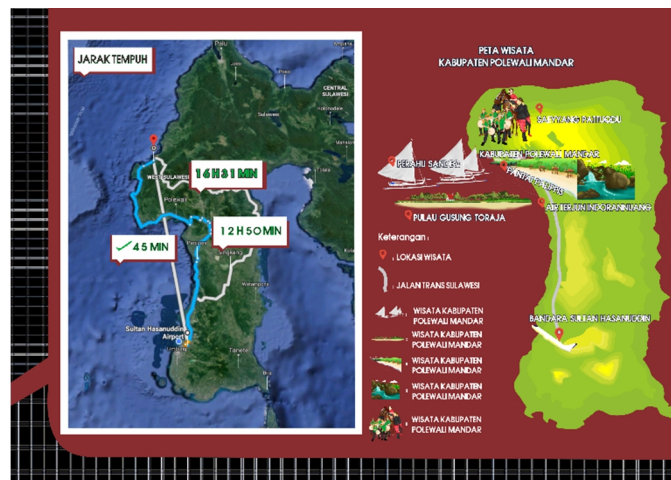 JARAK TEMPUH
Palu
CENTRAL
SULAWESI
WEST SULAWESI
16 H 31 MIN
Polewali
12 H 50 MIN
45 MIN
Singkang
Watampone
Sultan Hasanuddin
Airport
PETA WISATA
KABUPATEN POLEWALI MANDAR
KABUPATEN POLEWALI MANDAR
PERAHU SANDEQ
PULAU GUSUNG TORAJA
Keterangan :
: LOKASI WISATA
: JALAN TRANS SULAWESI
BANDARA SULTAN HASANUDDIN
: WISATA KABUPATEN
POLEWALI MANDAR
: WISATA KABUPATEN
POLEWALI MANDAR
: WISATA KABUPATEN
POLEWALI MANDAR
: WISATA KABUPATEN
POLEWALI MANDAR
: WISATA KABUPATEN
POLEWALI MANDAR